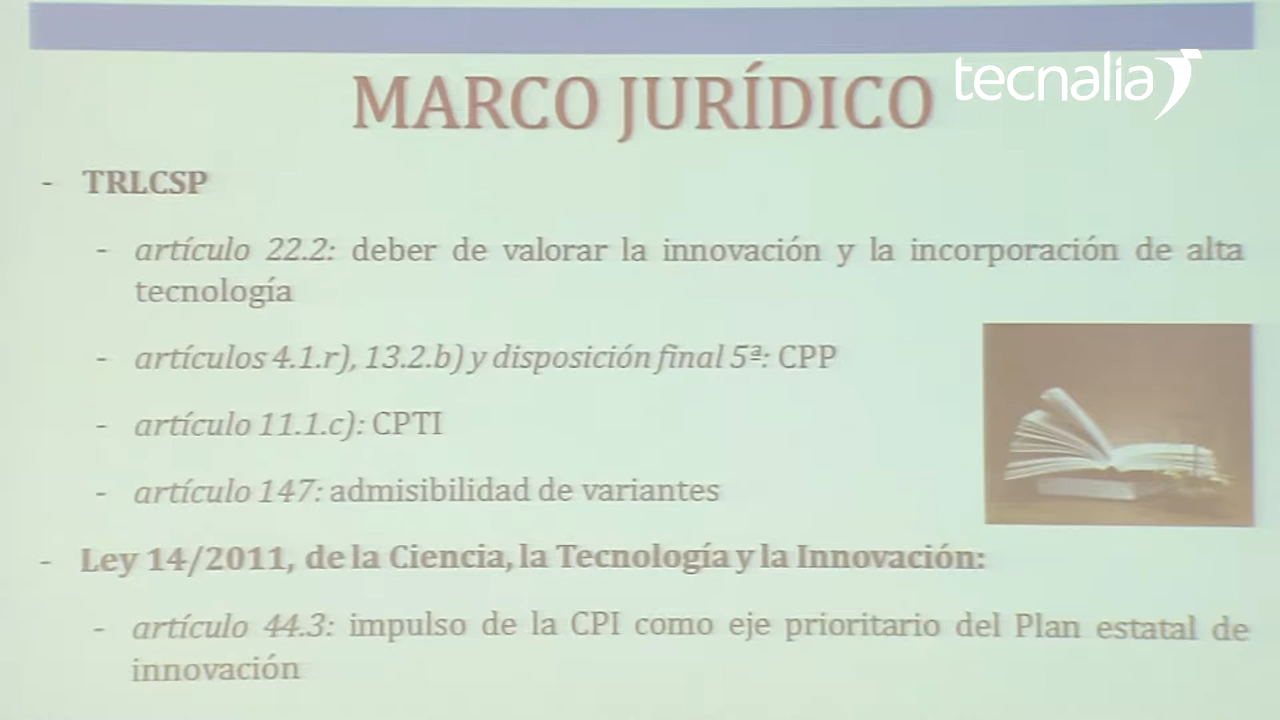 tecnalia
MARCO JURÍDICO
- TRLCSP
- artículo 22.2: deber de valorar la innovación y la incorporación de alta
tecnología
- artículos 4.1.r), 13.2.b) y disposición final 5ª: CPP
- artículo 11.1.c): CPTI
- artículo 147: admisibilidad de variantes
- Ley 14/2011, de la Ciencia, la Tecnología y la Innovación:
- artículo 44.3: impulso de la CPI como eje prioritario del Plan estatal de
innovación